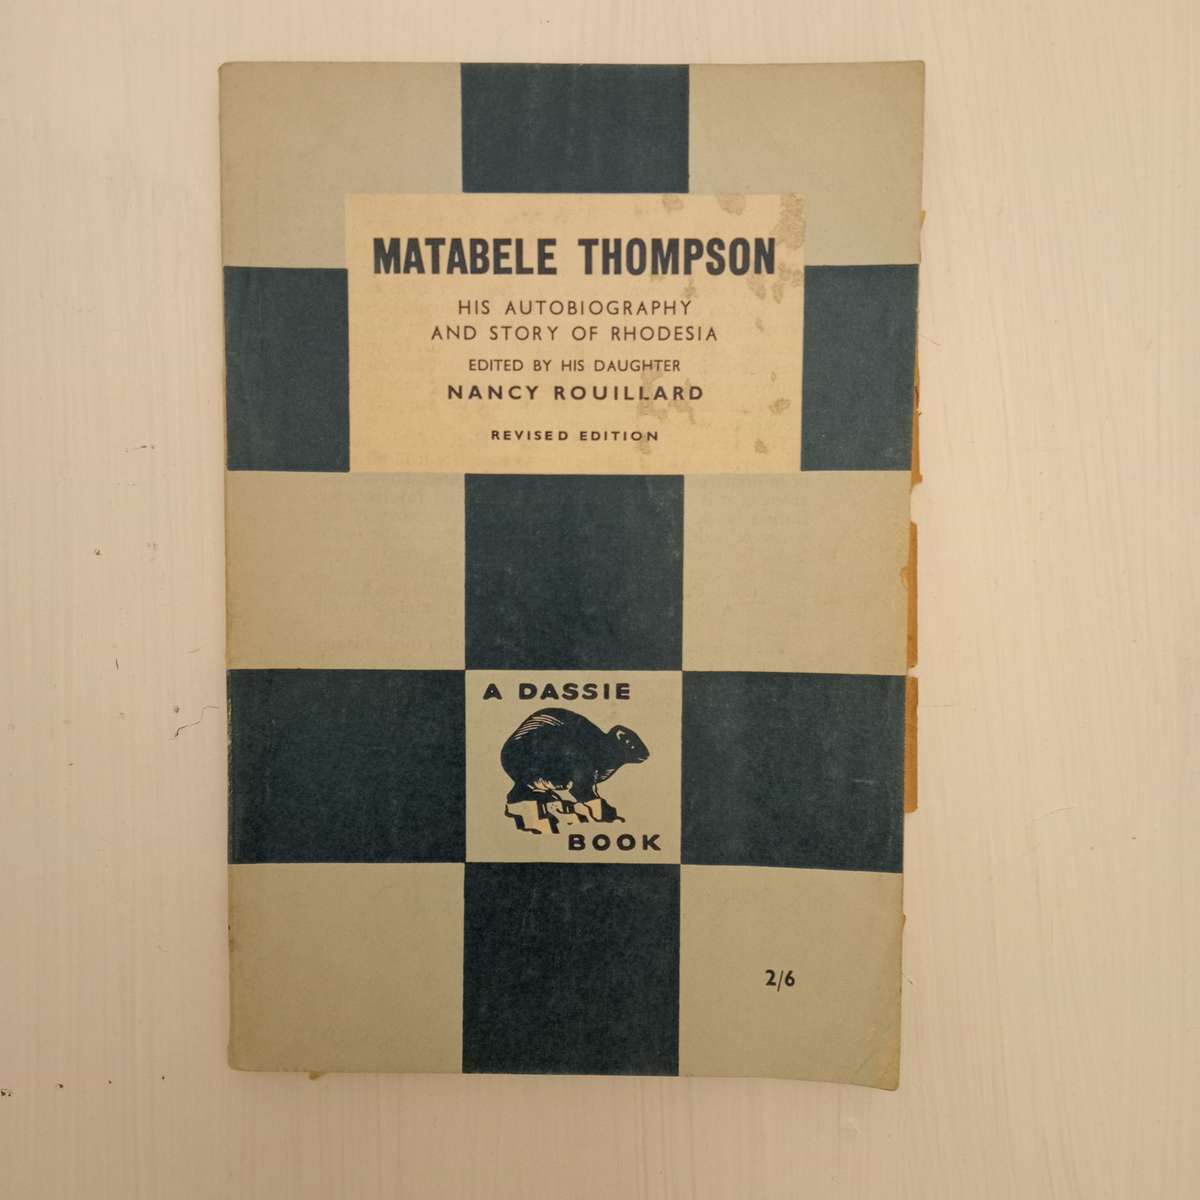 MATABELE THOMPSON
HIS AUTOBIOGRAPHY
AND STORY OF RHODESIA
EDITED BY HIS DAUGHTER
NANCY ROUILLARD
REVISED EDITION
A DASSIE
BOOK
2/6